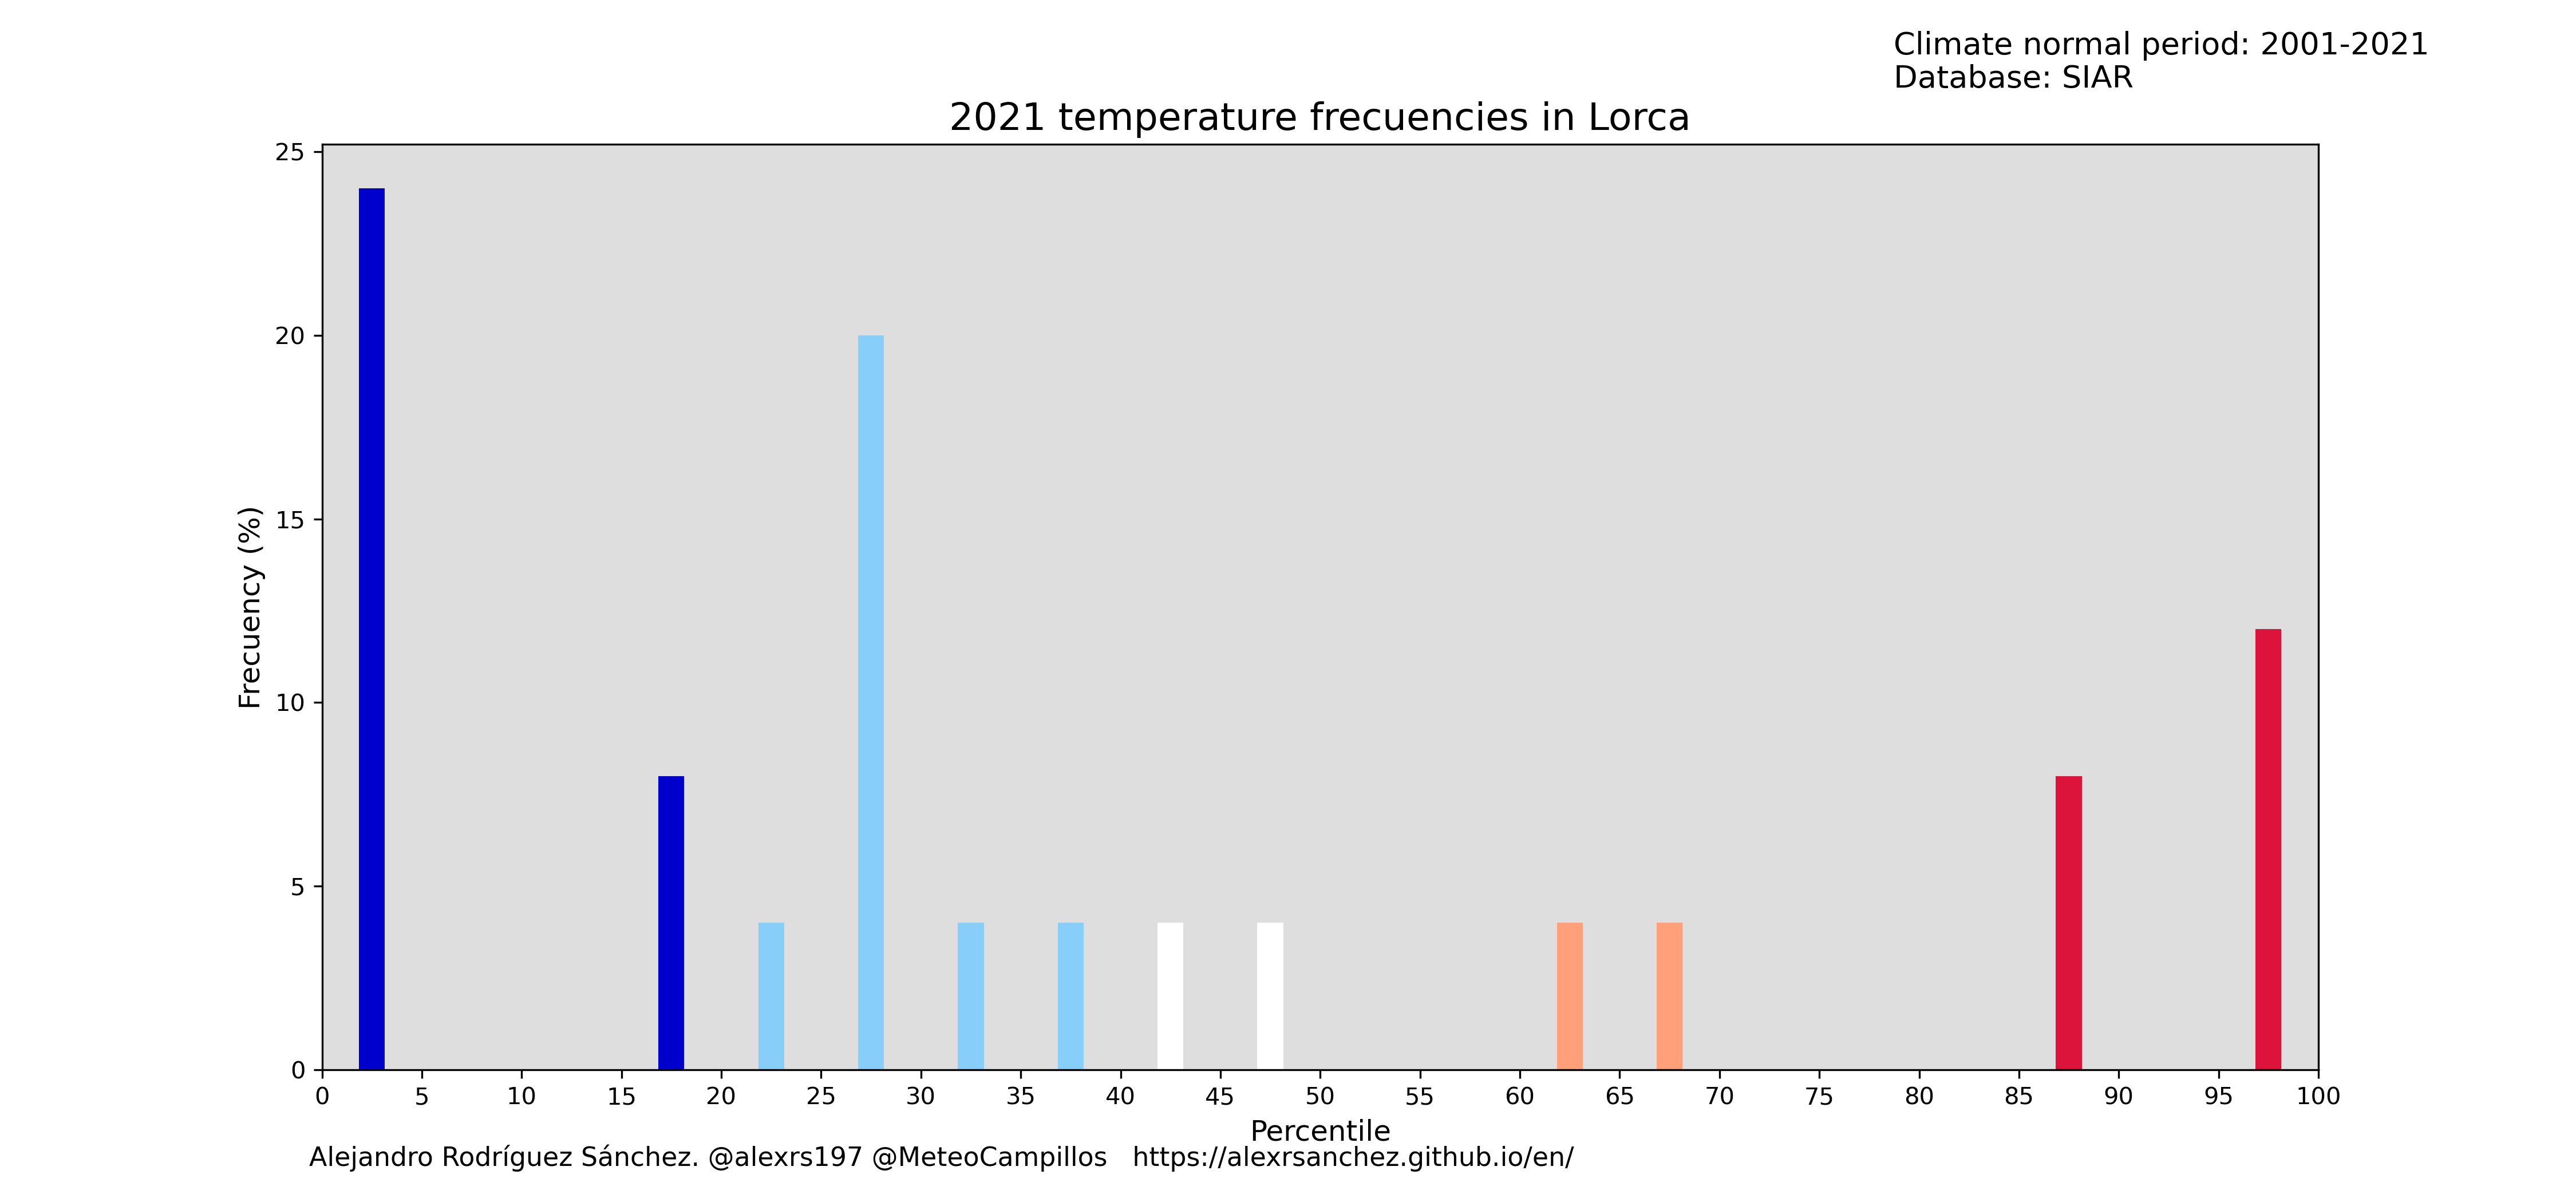 Climate normal period: 2001-2021
Database: SIAR
2021 temperature frecuencies in Lorca
25
20
15
10
5
0
Frecuency (%)
0 5 10 15 20 25 30 35 40 45 50 55 60 65 70 75 80 85 90 95 100
Percentile
Alejandro Rodríguez Sánchez. @alexrs197 @MeteoCampillos https://alexrsanchez.github.io/en/